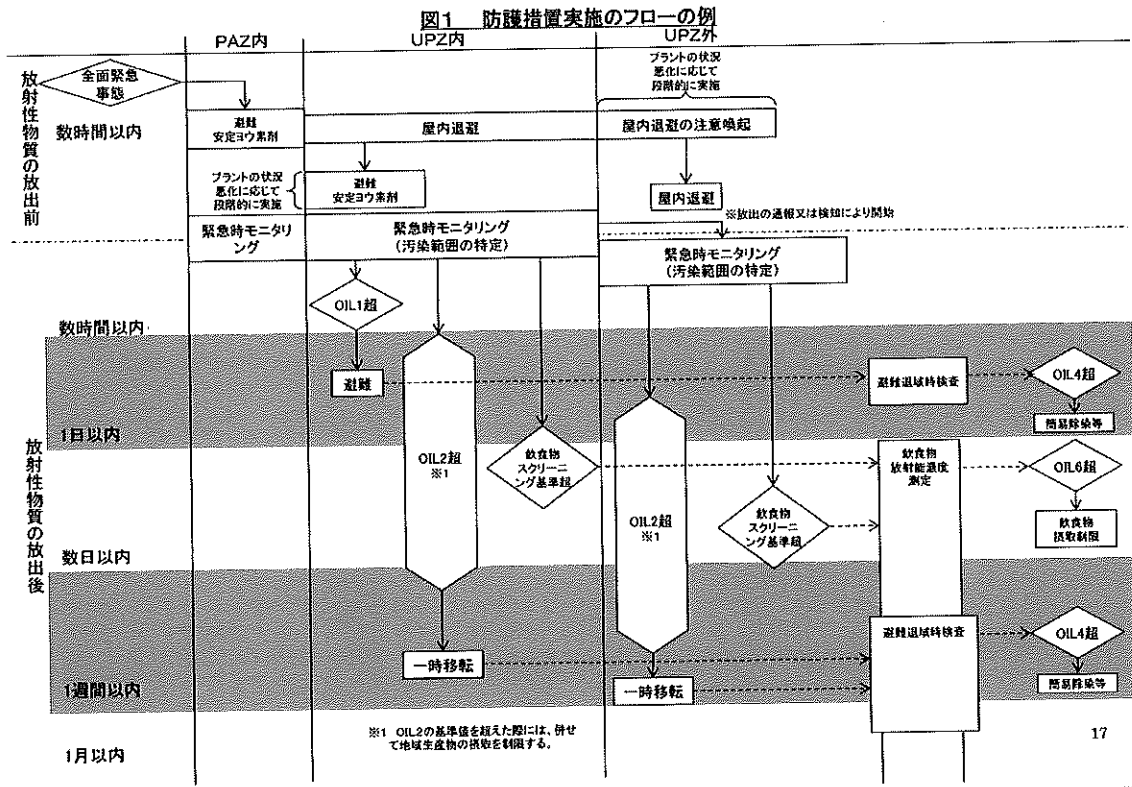 図1 防護措置実施のフローの例
PAZ内
UPZ内
UPZ外
放射性物質の放出前
全面緊急
事態
数時間以内
プラントの状況
悪化に応じて
段階的に実施
避難
安定ヨウ素剤
屋内退避
屋内退避の注意喚起
プラントの状況
悪化に応じて
段階的に実施
避難
安定ヨウ素剤
屋内退避
※放出の通報又は検知により開始
緊急時モニタリ
ング
緊急時モニタリング
(汚染範囲の特定)
緊急時モニタリング
(汚染範囲の特定)
放射性物質の放出後
OIL1超
数時間以内
避難
避難退域時検査
OIL4超
簡易除染等
1日以内
OIL2超
※1
飲食物
スクリーニ
ング基準超
OIL2超
※1
飲食物
スクリーニ
ング基準超
飲食物
放射能濃度
測定
OIL6超
飲食物
摂取制限
数日以内
避難退域時検査
OIL4超
簡易除染等
一時移転
一時移転
1週間以内
※1 OIL2の基準値を超えた際には、併せ
て地域生産物の摂取を制限する。
1月以内
17